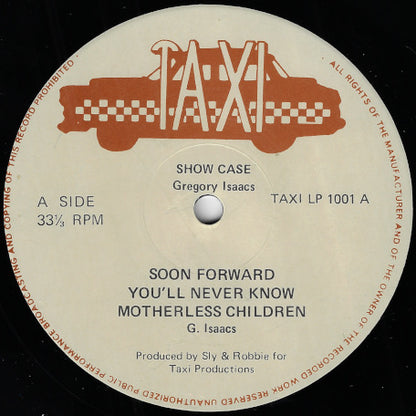 TAXI
SHOW CASE
Gregory Isaacs
A SIDE
33⅓ RPM
TAXI LP 1001 A
SOON FORWARD
YOU'LL NEVER KNOW
MOTHERLESS CHILDREN
G. Isaacs
Produced by Sly & Robbie for
Taxi Productions
ALL RIGHTS OF THE MANUFACTURER AND OF THE OWNER OF THE RECORDED WORK RESERVED UNAUTHORISED PUBLIC PERFORMANCE BROADCASTING AND COPYING OF THIS RECORD PROHIBITED